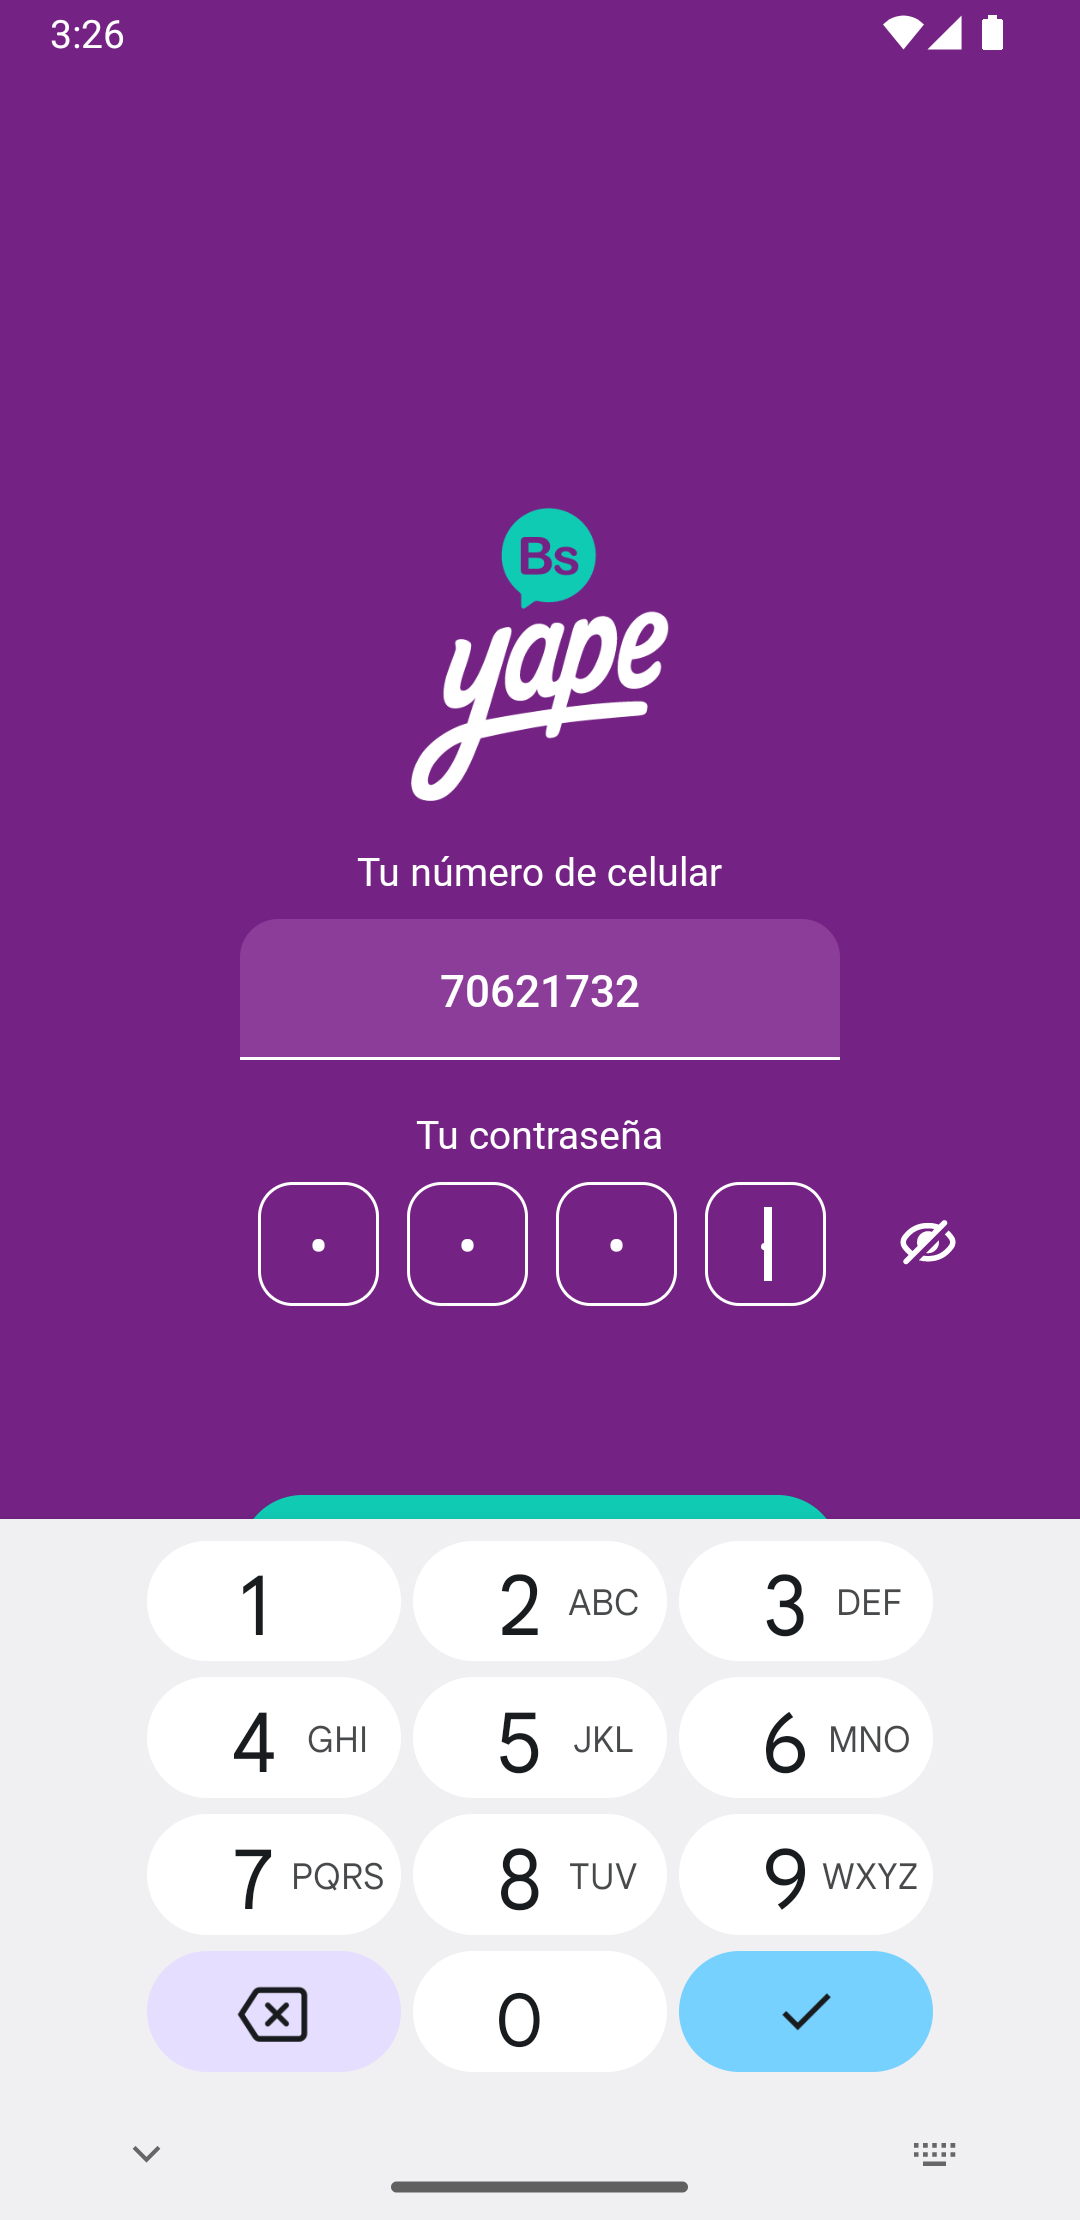 3:26
Bs
yape
Tu número de celular
70621732
Tu contraseña
1
2 ABC
3 DEF
4 GHI
5 JKL
6 MNO
7 PQRS
8 TUV
9 WXYZ
0